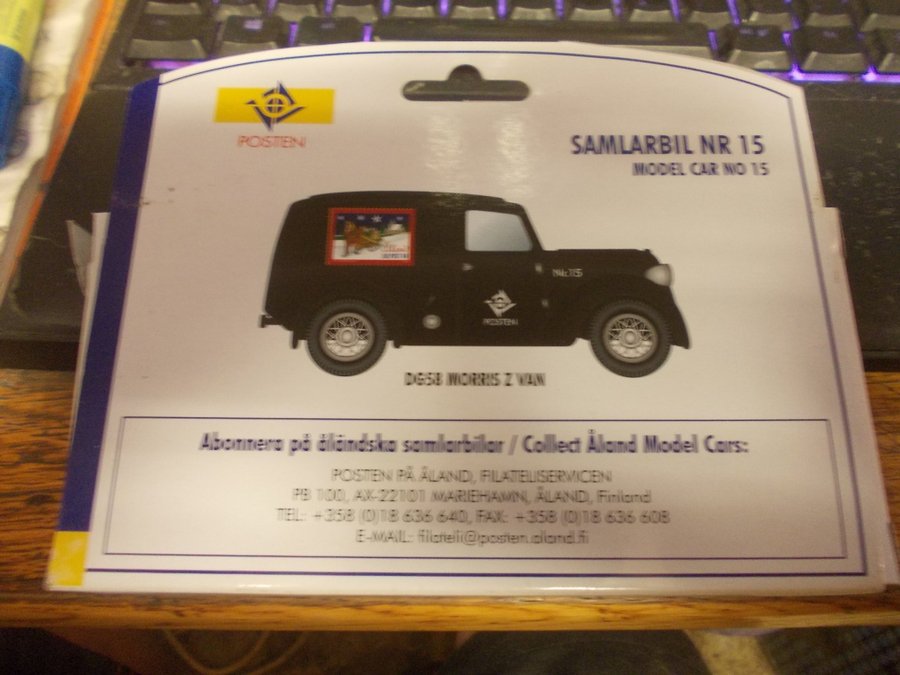 POSTEN
SAMLARBIL NR 15
MODEL CAR NO 15
Nr.15
POSTEN
DG58 MORRIS Z VAN
Abonnera på åländska samlarbilar / Collect Åland Model Cars:
POSTEN PÅ ÅLAND, FILATELISERVICEN
PB 100, AX-22101 MARIEHAMN, ÅLAND, Finland
TEL: +358 (0)18 636 640, FAX: +358 (0)18 636 608
E-MAIL: filateli@posten.aland.fi